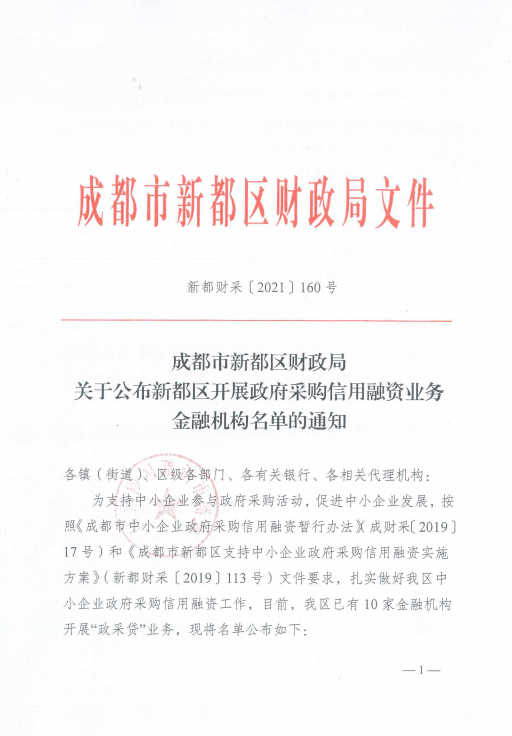 成都市新都区财政局文件
新都财采〔2021〕160号
成都市新都区财政局
关于公布新都区开展政府采购信用融资业务
金融机构名单的通知
各镇（街道）、区级各部门、各有关银行、各相关代理机构：
为支持中小企业参与政府采购活动，促进中小企业发展，按
照《成都市中小企业政府采购信用融资暂行办法》（成财采〔2019〕
17号）和《成都市新都区支持中小企业政府采购信用融资实施
方案》（新都财采〔2019〕113号）文件要求，扎实做好我区中
小企业政府采购信用融资工作，目前，我区已有10家金融机构
开展“政采贷”业务，现将名单公布如下：
—1—